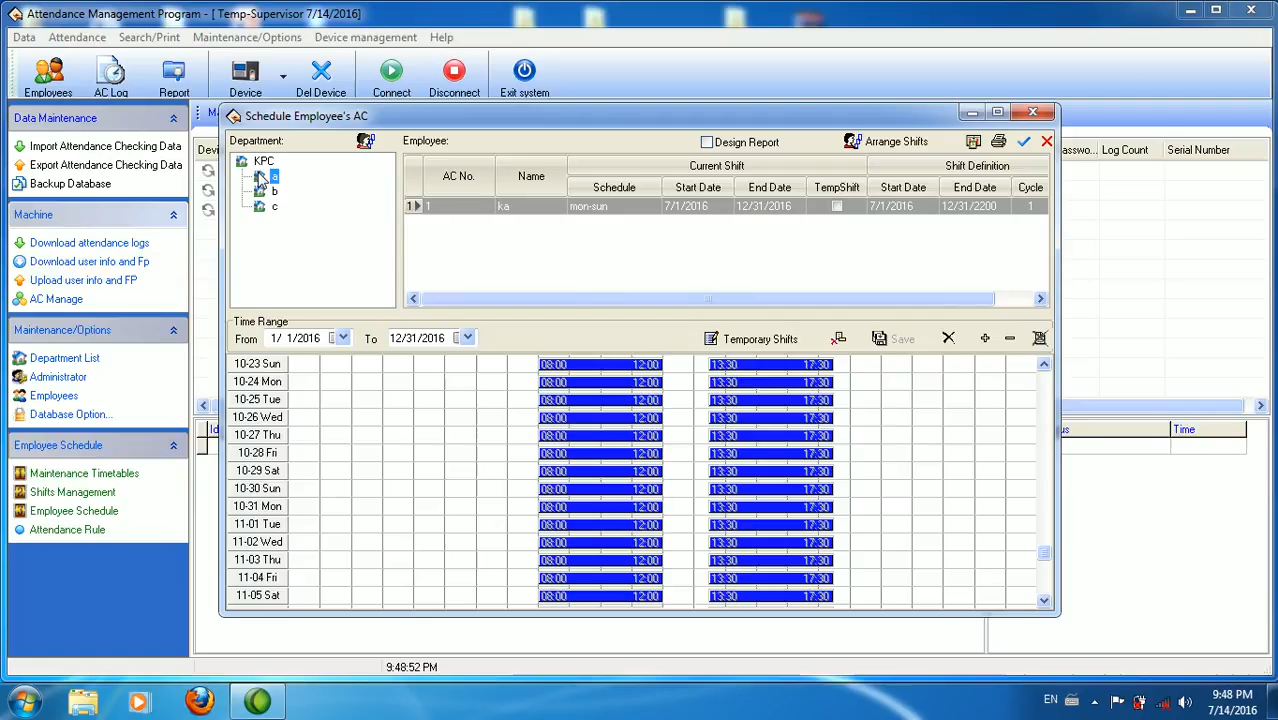 Attendance Management Program - [ Temp-Supervisor 7/14/2016]
Data Attendance Search/Print Maintenance/Options Device management Help
Employees AC Log Report Device Del Device Connect Disconnect Exit system
Data Maintenance
Import Attendance Checking Data
Export Attendance Checking Data
Backup Database
Machine
Download attendance logs
Download user info and Fp
Upload user info and FP
AC Manage
Maintenance/Options
Department List
Administrator
Employees
Database Option...
Employee Schedule
Maintenance Timetables
Shifts Management
Employee Schedule
Attendance Rule
Log Count Serial Number
Schedule Employee's AC
Department:
KPC
a
b
c
Employee: Design Report Arrange Shifts
AC No. Name Current Shift Shift Definition
Schedule Start Date End Date TempShift Start Date End Date Cycle
1 1 ka mon-sun 7/1/2016 12/31/2016 7/1/2016 12/31/2200 1
Time Range
From 1/ 1/2016 To 12/31/2016 Temporary Shifts Save
10-23 Sun 08:00 12:00 13:30 17:30
10-24 Mon 08:00 12:00 13:30 17:30
10-25 Tue 08:00 12:00 13:30 17:30
10-26 Wed 08:00 12:00 13:30 17:30
10-27 Thu 08:00 12:00 13:30 17:30
10-28 Fri 08:00 12:00 13:30 17:30
10-29 Sat 08:00 12:00 13:30 17:30
10-30 Sun 08:00 12:00 13:30 17:30
10-31 Mon 08:00 12:00 13:30 17:30
11-01 Tue 08:00 12:00 13:30 17:30
11-02 Wed 08:00 12:00 13:30 17:30
11-03 Thu 08:00 12:00 13:30 17:30
11-04 Fri 08:00 12:00 13:30 17:30
11-05 Sat 08:00 12:00 13:30 17:30
Time
9:48:52 PM
EN
9:48 PM
7/14/2016